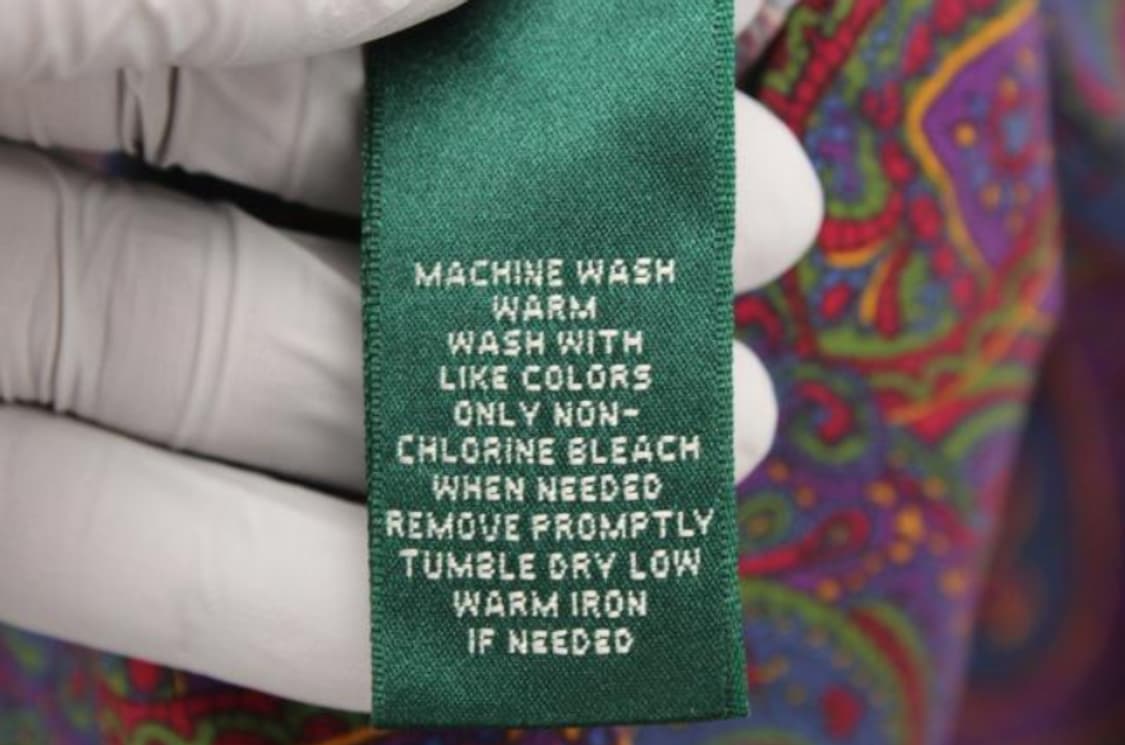 MACHINE WASH
WARM
WASH WITH
LIKE COLORS
ONLY NON-
CHLORINE BLEACH
WHEN NEEDED
REMOVE PROMPTLY
TUMBLE DRY LOW
WARM IRON
IF NEEDED